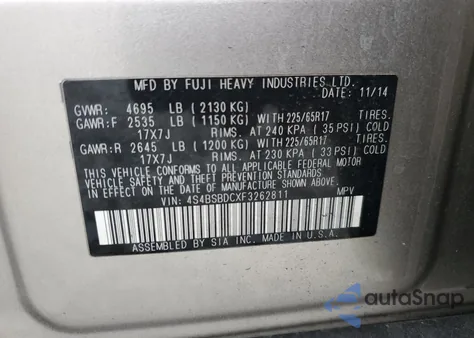 MFD BY FUJI HEAVY INDUSTRIES LTD.
DATE: 11/14
GVWR: 4695 LB (2130 KG)
GAWR:F 2535 LB (1150 KG) WITH 225/65R17 TIRES.
17X7J RIMS. AT 240 KPA (35 PSI) COLD
GAWR:R 2645 LB (1200 KG) WITH 225/65R17 TIRES.
17X7J RIMS. AT 230 KPA (33 PSI) COLD
THIS VEHICLE CONFORMS TO ALL APPLICABLE FEDERAL MOTOR
VEHICLE SAFETY AND THEFT PREVENTION STANDARDS
IN EFFECT ON THE DATE OF MANUFACTURE SHOWN ABOVE.
VIN: 4S4BSBDCXF3262811 MPV
ASSEMBLED BY SIA INC. MADE IN U.S.A.
autoSnap